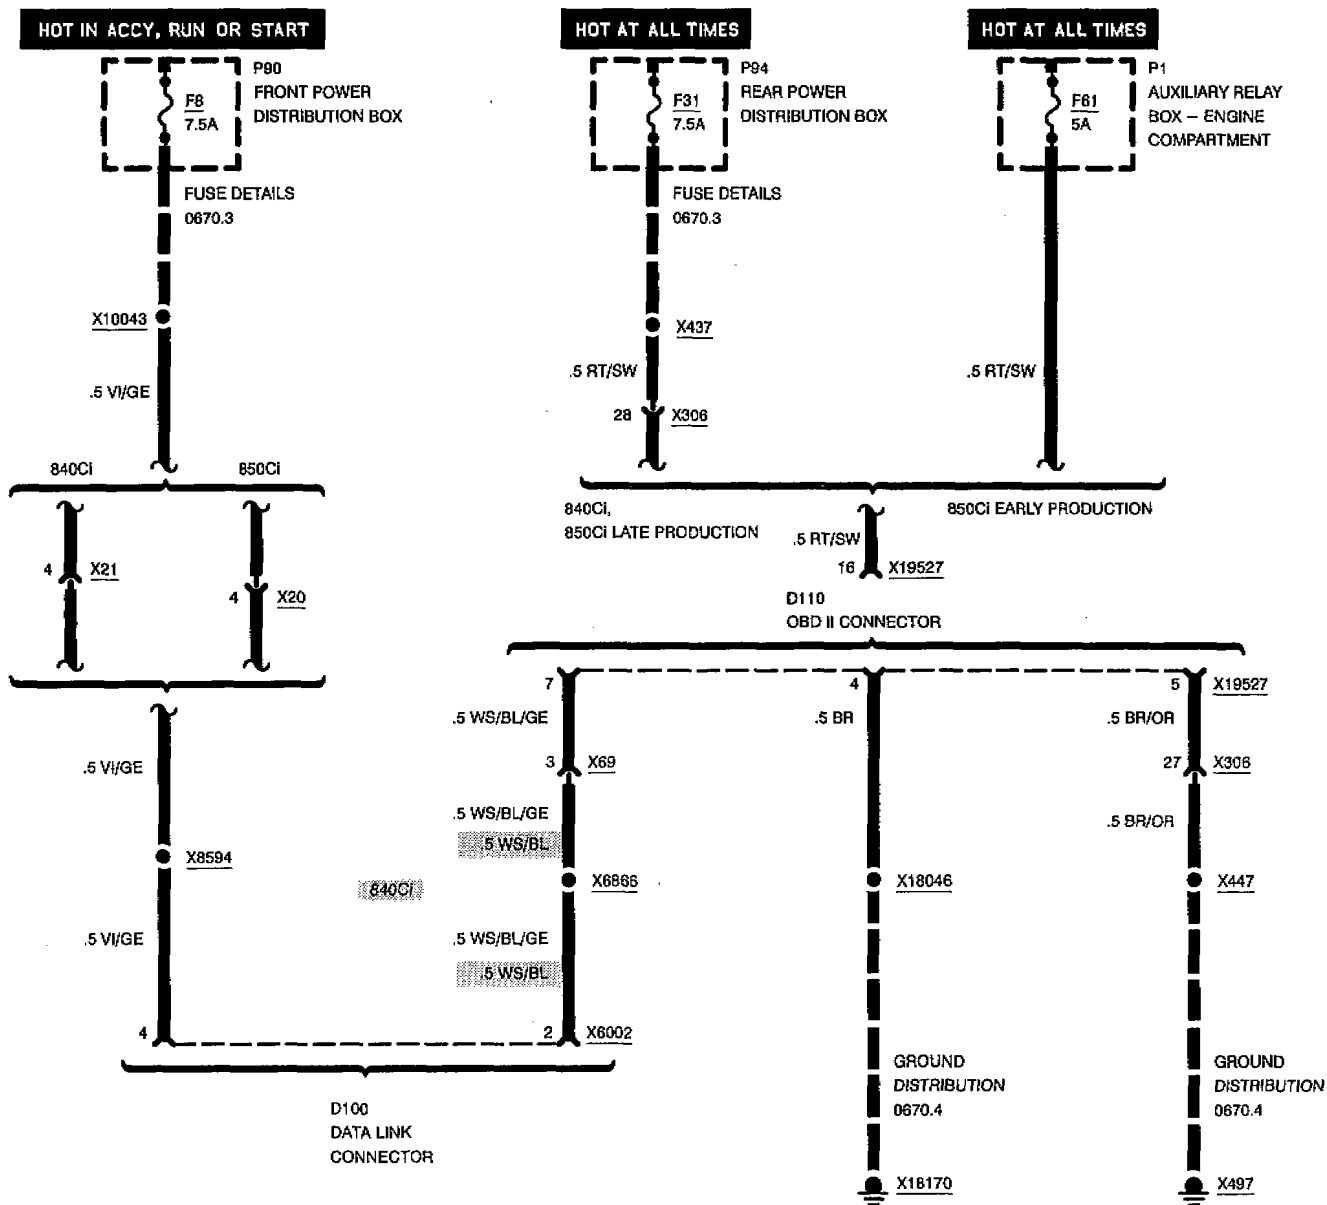 HOT IN ACCY, RUN OR START
HOT AT ALL TIMES
HOT AT ALL TIMES
P90
FRONT POWER
DISTRIBUTION BOX
F8
7.5A
P94
REAR POWER
DISTRIBUTION BOX
F31
7.5A
P1
AUXILIARY RELAY
BOX – ENGINE
COMPARTMENT
F61
5A
FUSE DETAILS
0670.3
FUSE DETAILS
0670.3
X10043
X437
.5 VI/GE
.5 RT/SW
.5 RT/SW
28 X306
840Ci
850Ci
840Ci,
850Ci LATE PRODUCTION
850Ci EARLY PRODUCTION
.5 RT/SW
16 X19527
4 X21
4 X20
D110
OBD II CONNECTOR
7
4
5 X19527
.5 WS/BL/GE
.5 BR
.5 BR/OR
.5 VI/GE
3 X69
27 X306
.5 WS/BL/GE
.5 WS/BL
.5 BR/OR
X8594
840Ci
X6866
X18046
X447
.5 VI/GE
.5 WS/BL/GE
.5 WS/BL
4
2 X6002
GROUND
DISTRIBUTION
0670.4
GROUND
DISTRIBUTION
0670.4
D100
DATA LINK
CONNECTOR
X18170
X497